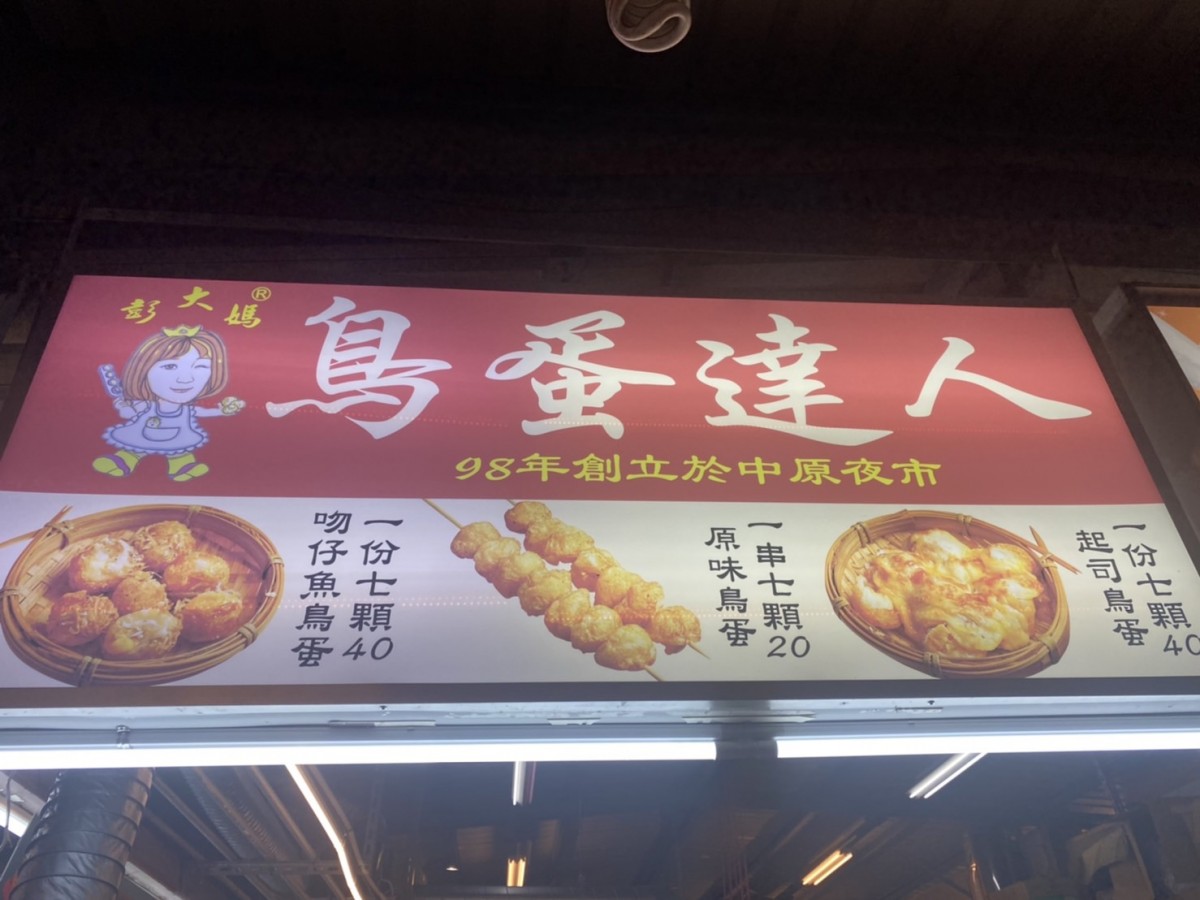 彭大媽®
鳥蛋達人
98年創立於中原夜市
一份七顆40
吻仔魚鳥蛋
一串七顆20
原味鳥蛋
一份七顆40
起司鳥蛋